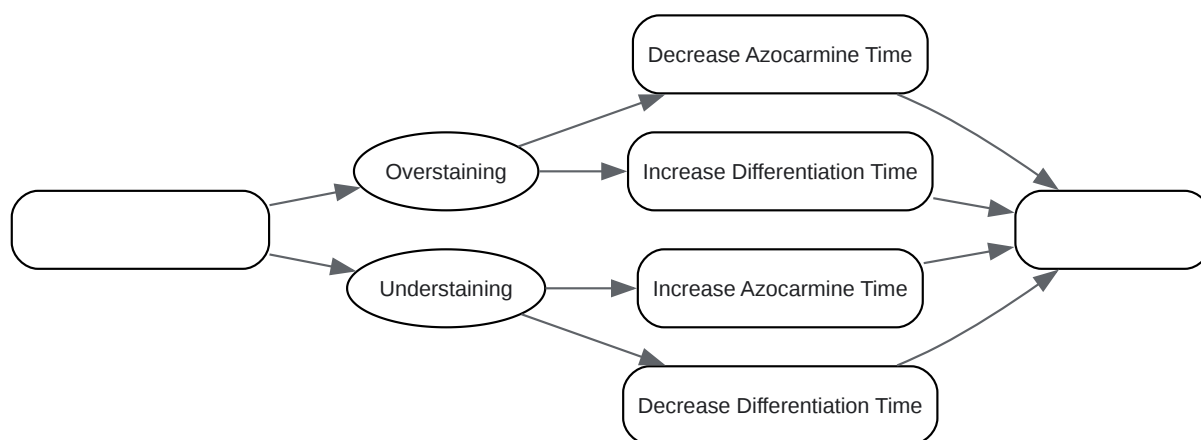 Decrease Azocarmine Time
Overstaining
Increase Differentiation Time
Understaining
Increase Azocarmine Time
Decrease Differentiation Time